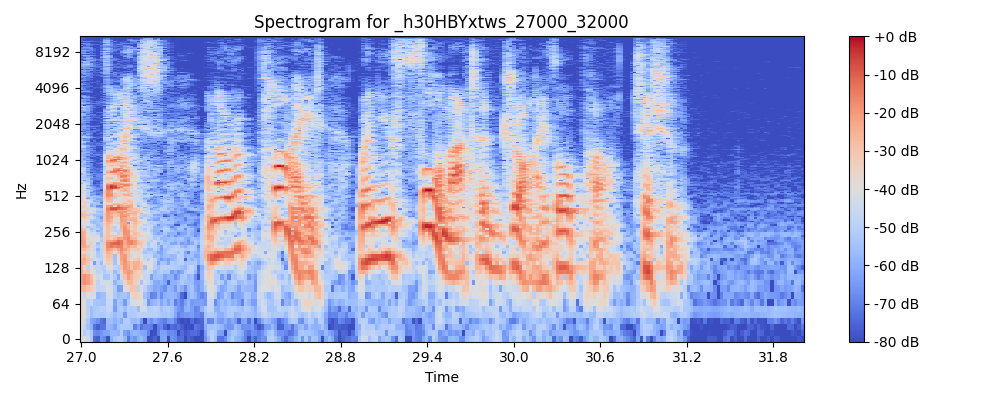 Spectrogram for _h30HBYxtws_27000_32000
8192
4096
2048
1024
512
256
128
64
0
Hz
27.0 27.6 28.2 28.8 29.4 30.0 30.6 31.2 31.8
Time
+0 dB
-10 dB
-20 dB
-30 dB
-40 dB
-50 dB
-60 dB
-70 dB
-80 dB